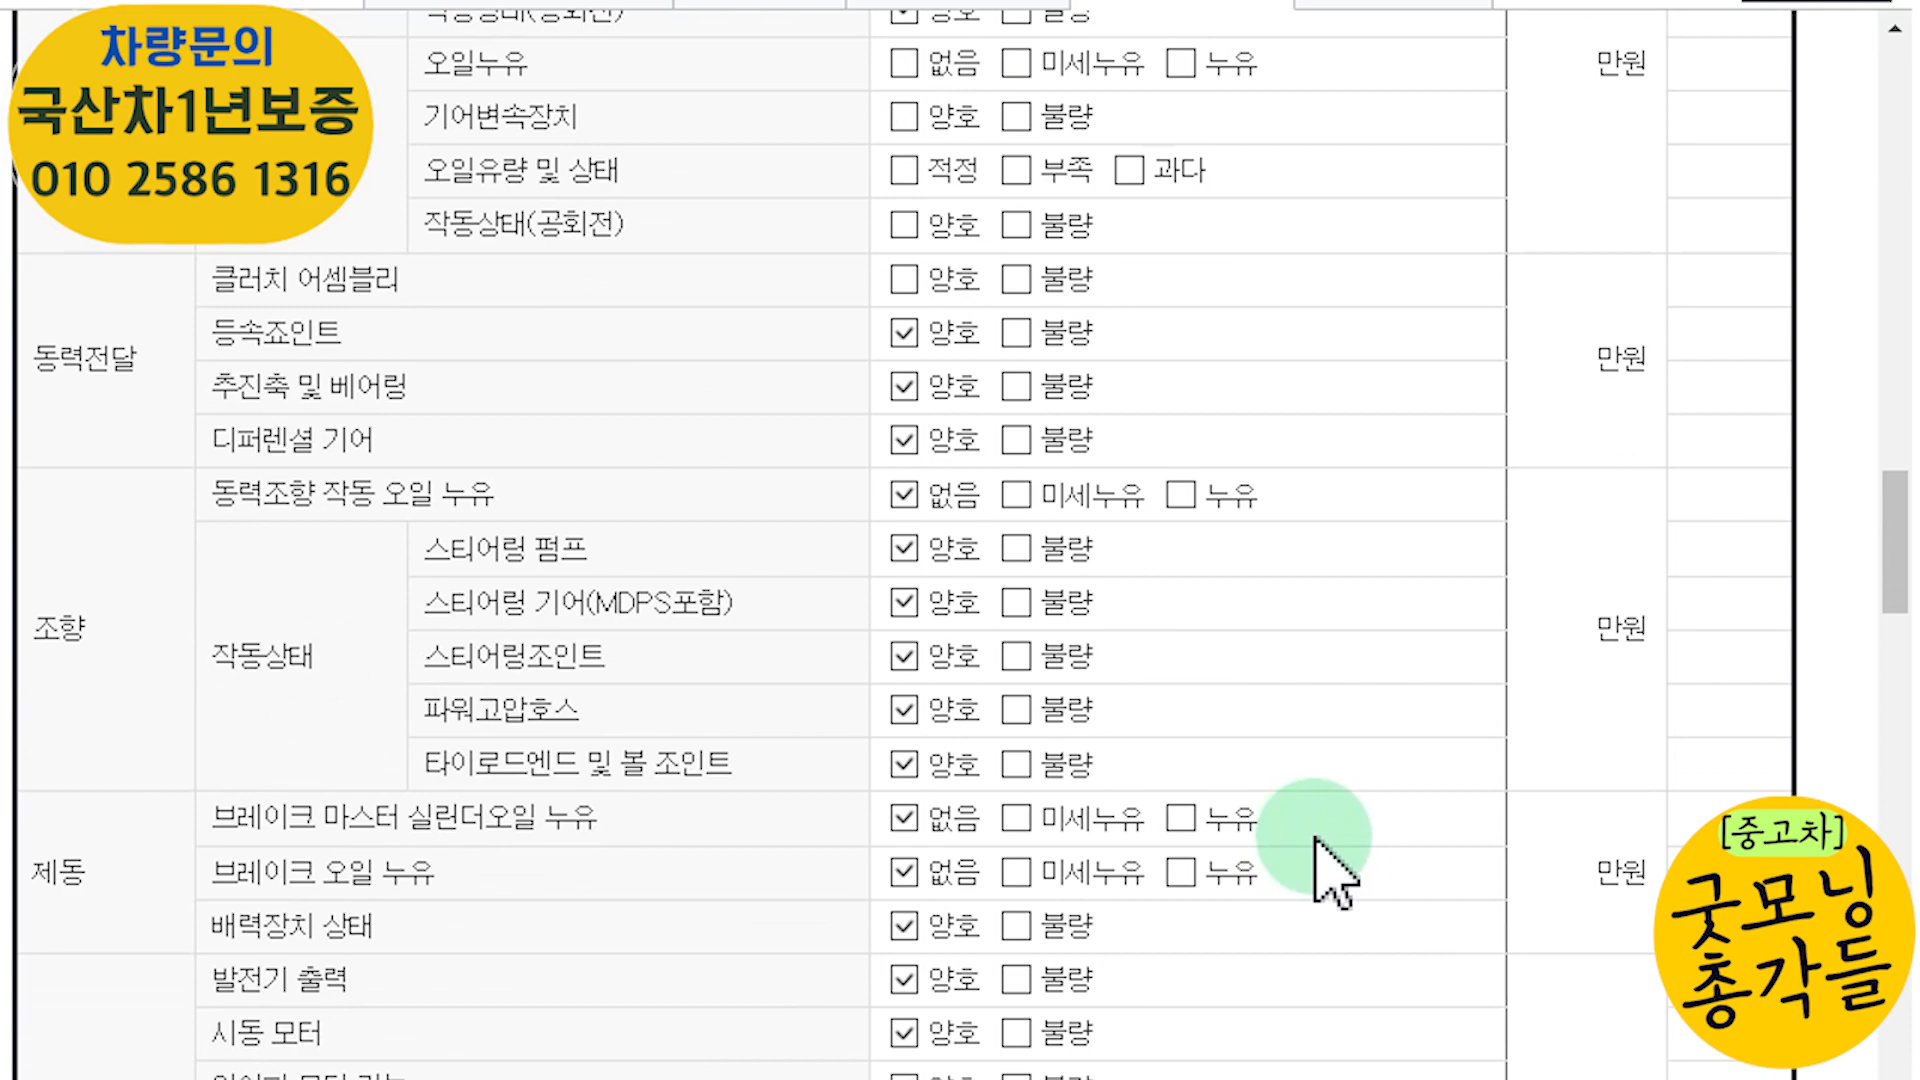 작동상태(공회전) 양호 불량
차량문의
국산차1년보증
010 2586 1316
오일누유 없음 미세누유 누유 만원
기어변속장치 양호 불량
오일유량 및 상태 적정 부족 과다
작동상태(공회전) 양호 불량
동력전달 만원
클러치 어셈블리 양호 불량
등속죠인트 양호 불량
추진축 및 베어링 양호 불량
디퍼렌셜 기어 양호 불량
조향 만원
동력조향 작동 오일 누유 없음 미세누유 누유
작동상태
스티어링 펌프 양호 불량
스티어링 기어(MDPS포함) 양호 불량
스티어링조인트 양호 불량
파워고압호스 양호 불량
타이로드엔드 및 볼 조인트 양호 불량
제동 만원
브레이크 마스터 실린더오일 누유 없음 미세누유 누유
브레이크 오일 누유 없음 미세누유 누유
배력장치 상태 양호 불량
발전기 출력 양호 불량
시동 모터 양호 불량
[중고차]
굿모닝
총각들